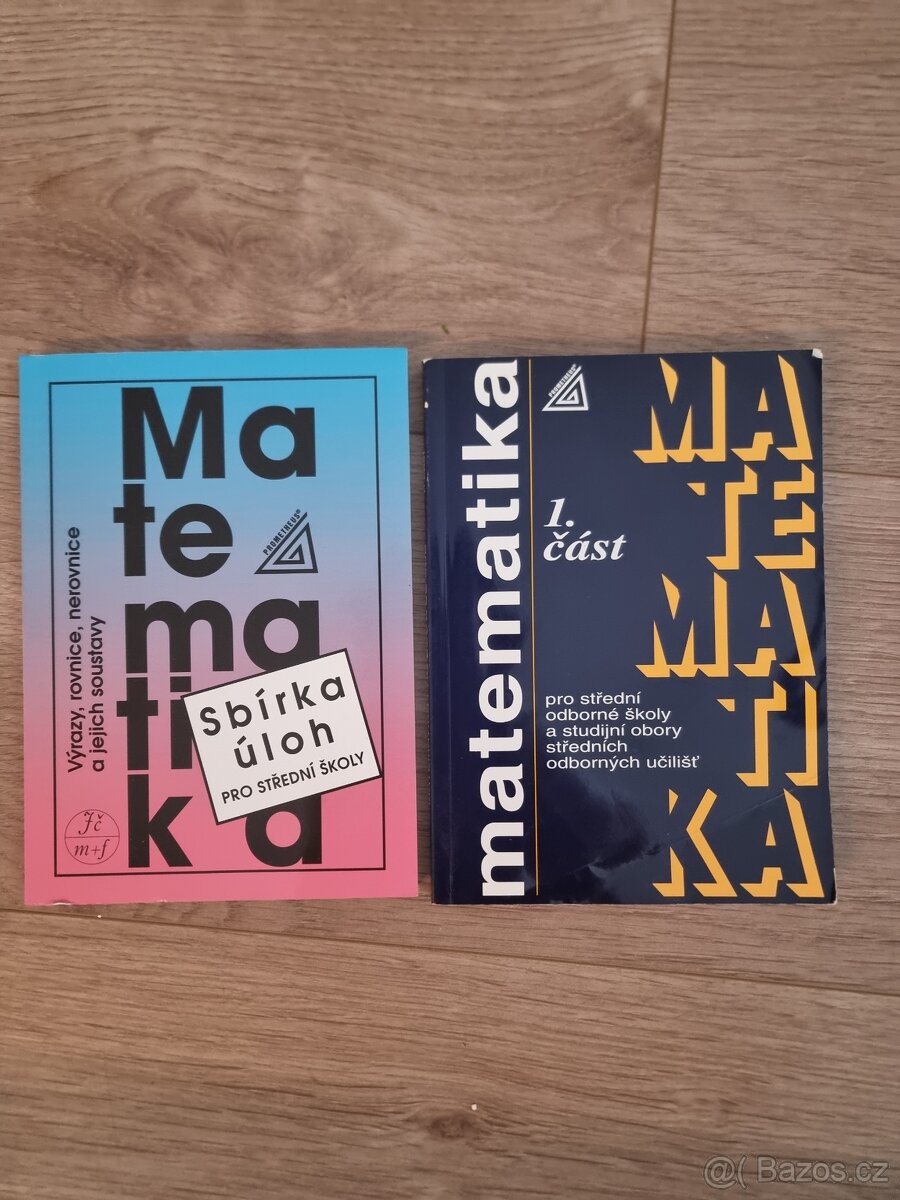 Ma
te
ma
ti
ka
PROMETHEUS®
Výrazy, rovnice, nerovnice
a jejich soustavy
Sbírka
úloh
PRO STŘEDNÍ ŠKOLY
Jč
m+f
matematika
PROMETHEUS®
1.
část
MA
TE
MA
TI
KA
pro střední
odborné školy
a studijní obory
středních
odborných učilišť
@( Bazos.cz